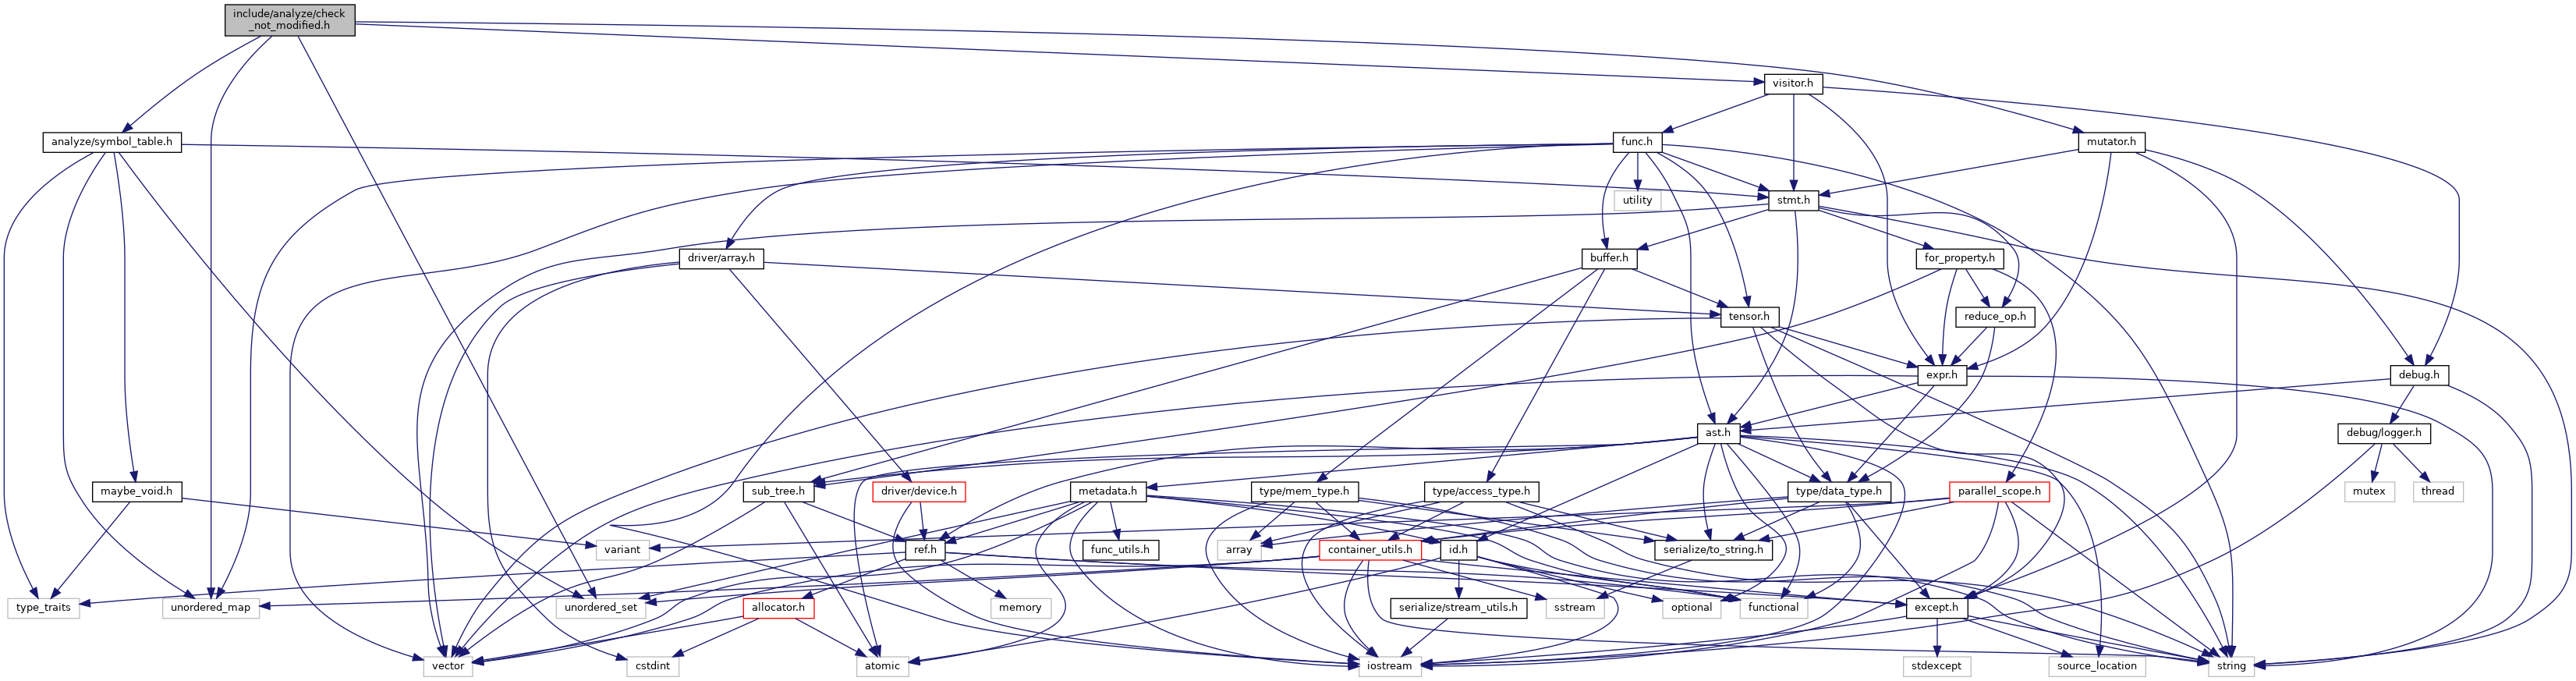 include/analyze/check
_not_modified.h
visitor.h
analyze/symbol_table.h
func.h
mutator.h
utility
stmt.h
driver/array.h
buffer.h
for_property.h
tensor.h
reduce_op.h
expr.h
debug.h
ast.h
debug/logger.h
maybe_void.h
sub_tree.h
driver/device.h
metadata.h
type/mem_type.h
type/access_type.h
type/data_type.h
parallel_scope.h
mutex
thread
variant
ref.h
func_utils.h
array
container_utils.h
id.h
serialize/to_string.h
type_traits
unordered_map
unordered_set
allocator.h
memory
serialize/stream_utils.h
sstream
optional
functional
except.h
vector
cstdint
atomic
iostream
stdexcept
source_location
string